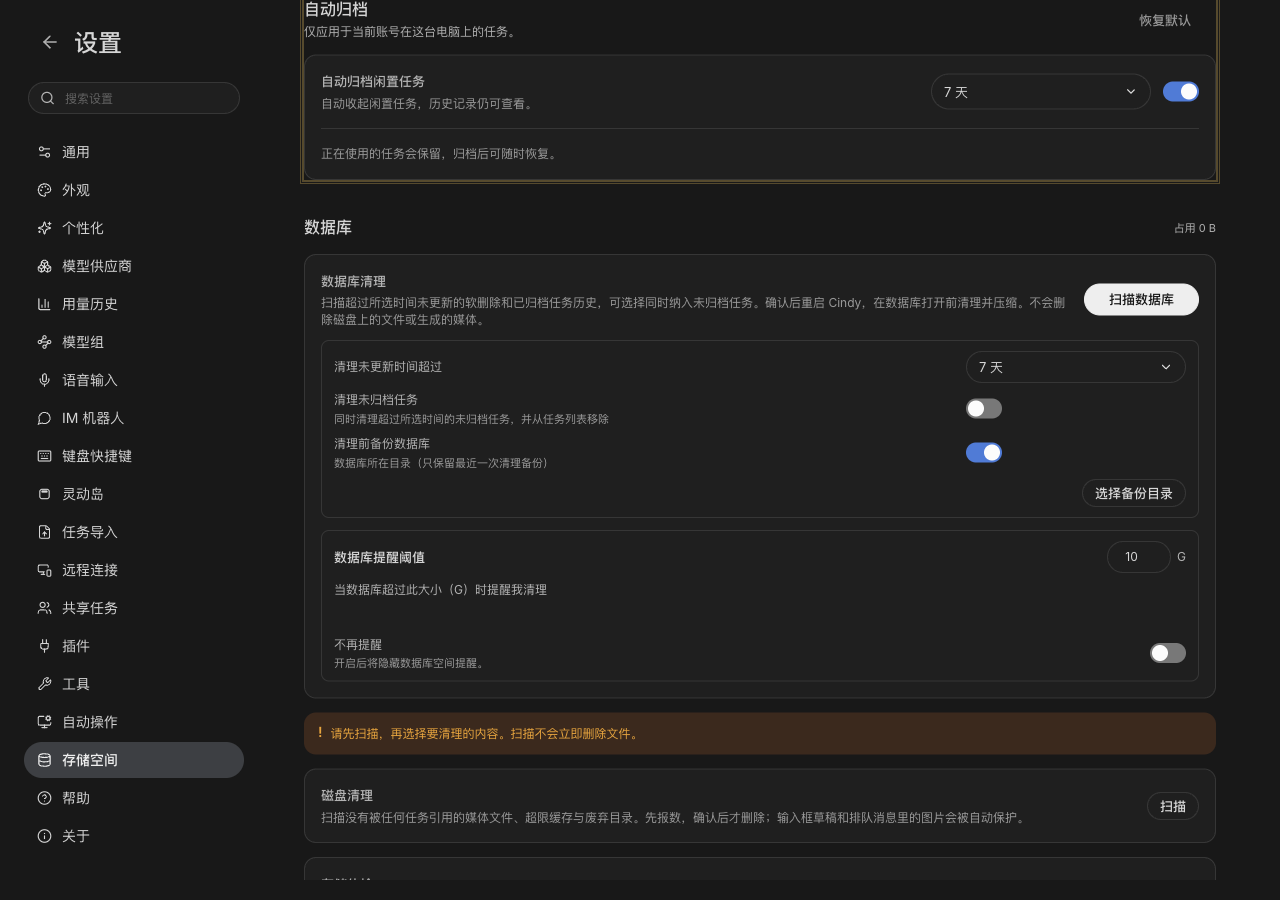 设置
搜索设置
通用
外观
个性化
模型供应商
用量历史
模型组
语音输入
IM 机器人
键盘快捷键
灵动岛
任务导入
远程连接
共享任务
插件
工具
自动操作
存储空间
帮助
关于
自动归档
仅应用于当前账号在这台电脑上的任务。
恢复默认
自动归档闲置任务
自动收起闲置任务，历史记录仍可查看。
7 天
正在使用的任务会保留，归档后可随时恢复。
数据库
占用 0 B
数据库清理
扫描超过所选时间未更新的软删除和已归档任务历史，可选择同时纳入未归档任务。确认后重启 Cindy，在数据库打开前清理并压缩。不会删
除磁盘上的文件或生成的媒体。
扫描数据库
清理未更新时间超过
7 天
清理未归档任务
同时清理超过所选时间的未归档任务，并从任务列表移除
清理前备份数据库
数据库所在目录（只保留最近一次清理备份）
选择备份目录
数据库提醒阈值
10 G
当数据库超过此大小（G）时提醒我清理
不再提醒
开启后将隐藏数据库空间提醒。
! 请先扫描，再选择要清理的内容。扫描不会立即删除文件。
磁盘清理
扫描没有被任何任务引用的媒体文件、超限缓存与废弃目录。先报数，确认后才删除；输入框草稿和排队消息里的图片会被自动保护。
扫描